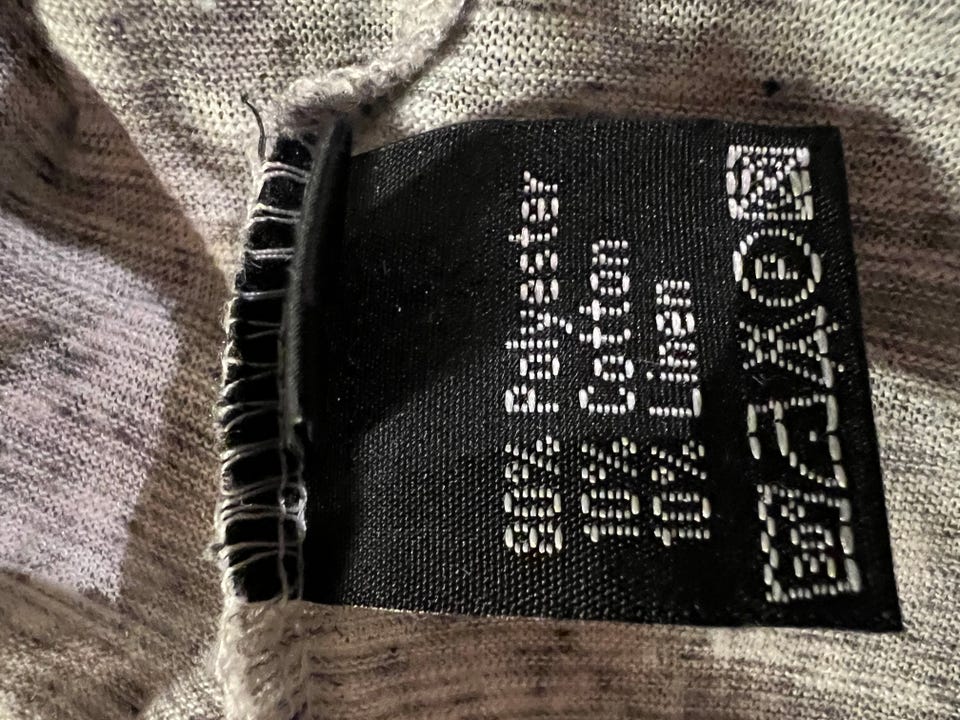 80% Polyester
10% Cotton
10% Linen